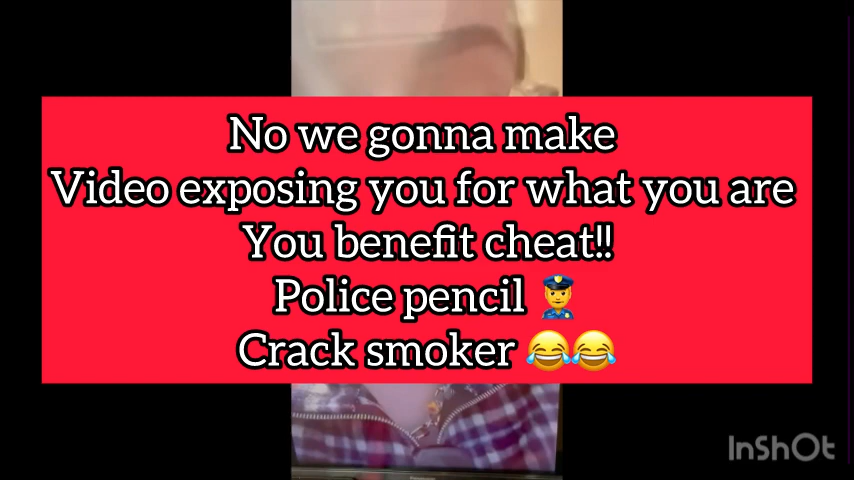 No we gonna make
Video exposing you for what you are
You benefit cheat!!
Police pencil 👮
Crack smoker 😂😂
InShOt